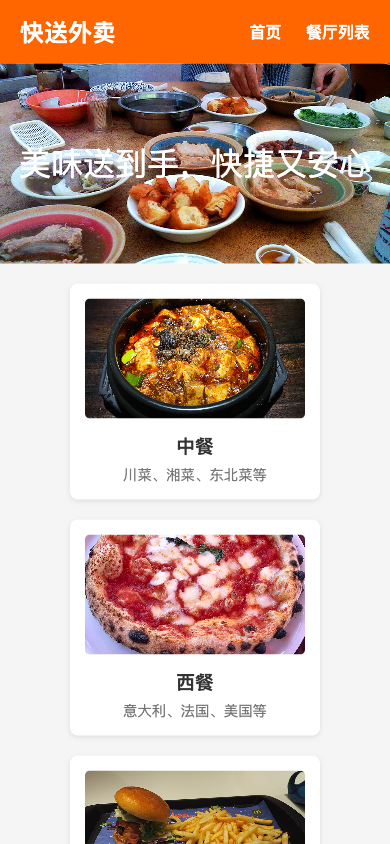 快送外卖
首页 餐厅列表
美味送到手，快捷又安心
中餐
川菜、湘菜、东北菜等
西餐
意大利、法国、美国等